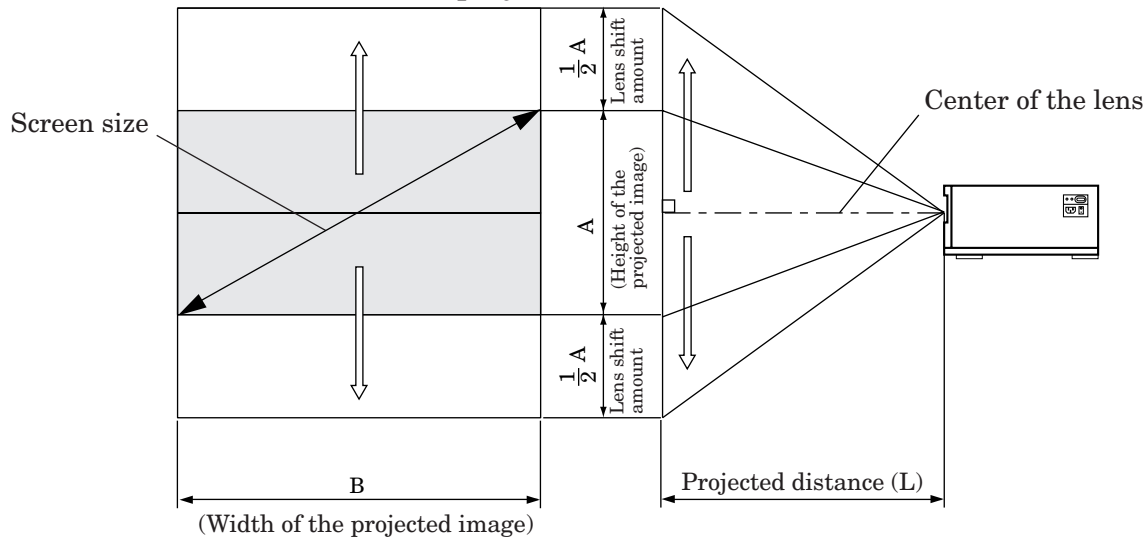 1/2 A
Lens shift
amount
Screen size
Center of the lens
A
(Height of the
projected image)
1/2 A
Lens shift
amount
B
(Width of the projected image)
Projected distance (L)